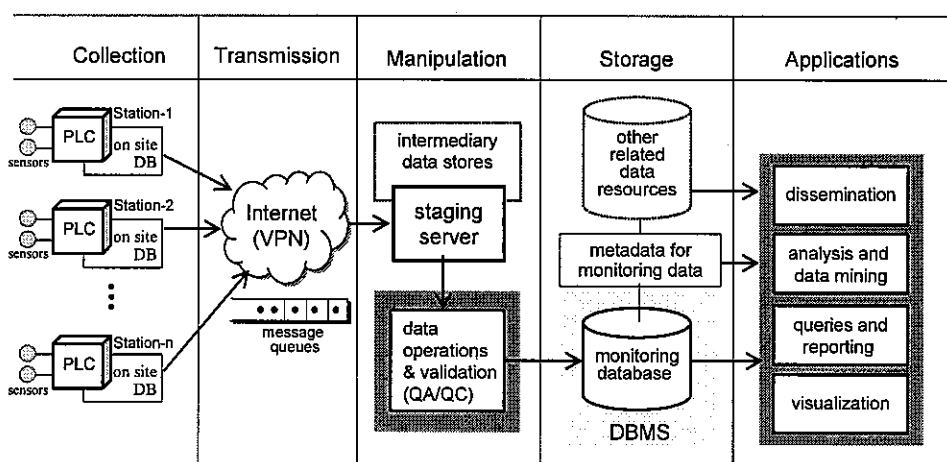 Collection
Transmission
Manipulation
Storage
Applications
Station-1
PLC
on site
DB
sensors
Station-2
PLC
on site
DB
sensors
Station-n
PLC
on site
DB
sensors
Internet
(VPN)
message
queues
intermediary
data stores
staging
server
data
operations
& validation
(QA/QC)
other
related
data
resources
metadata for
monitoring data
monitoring
database
DBMS
dissemination
analysis and
data mining
queries and
reporting
visualization